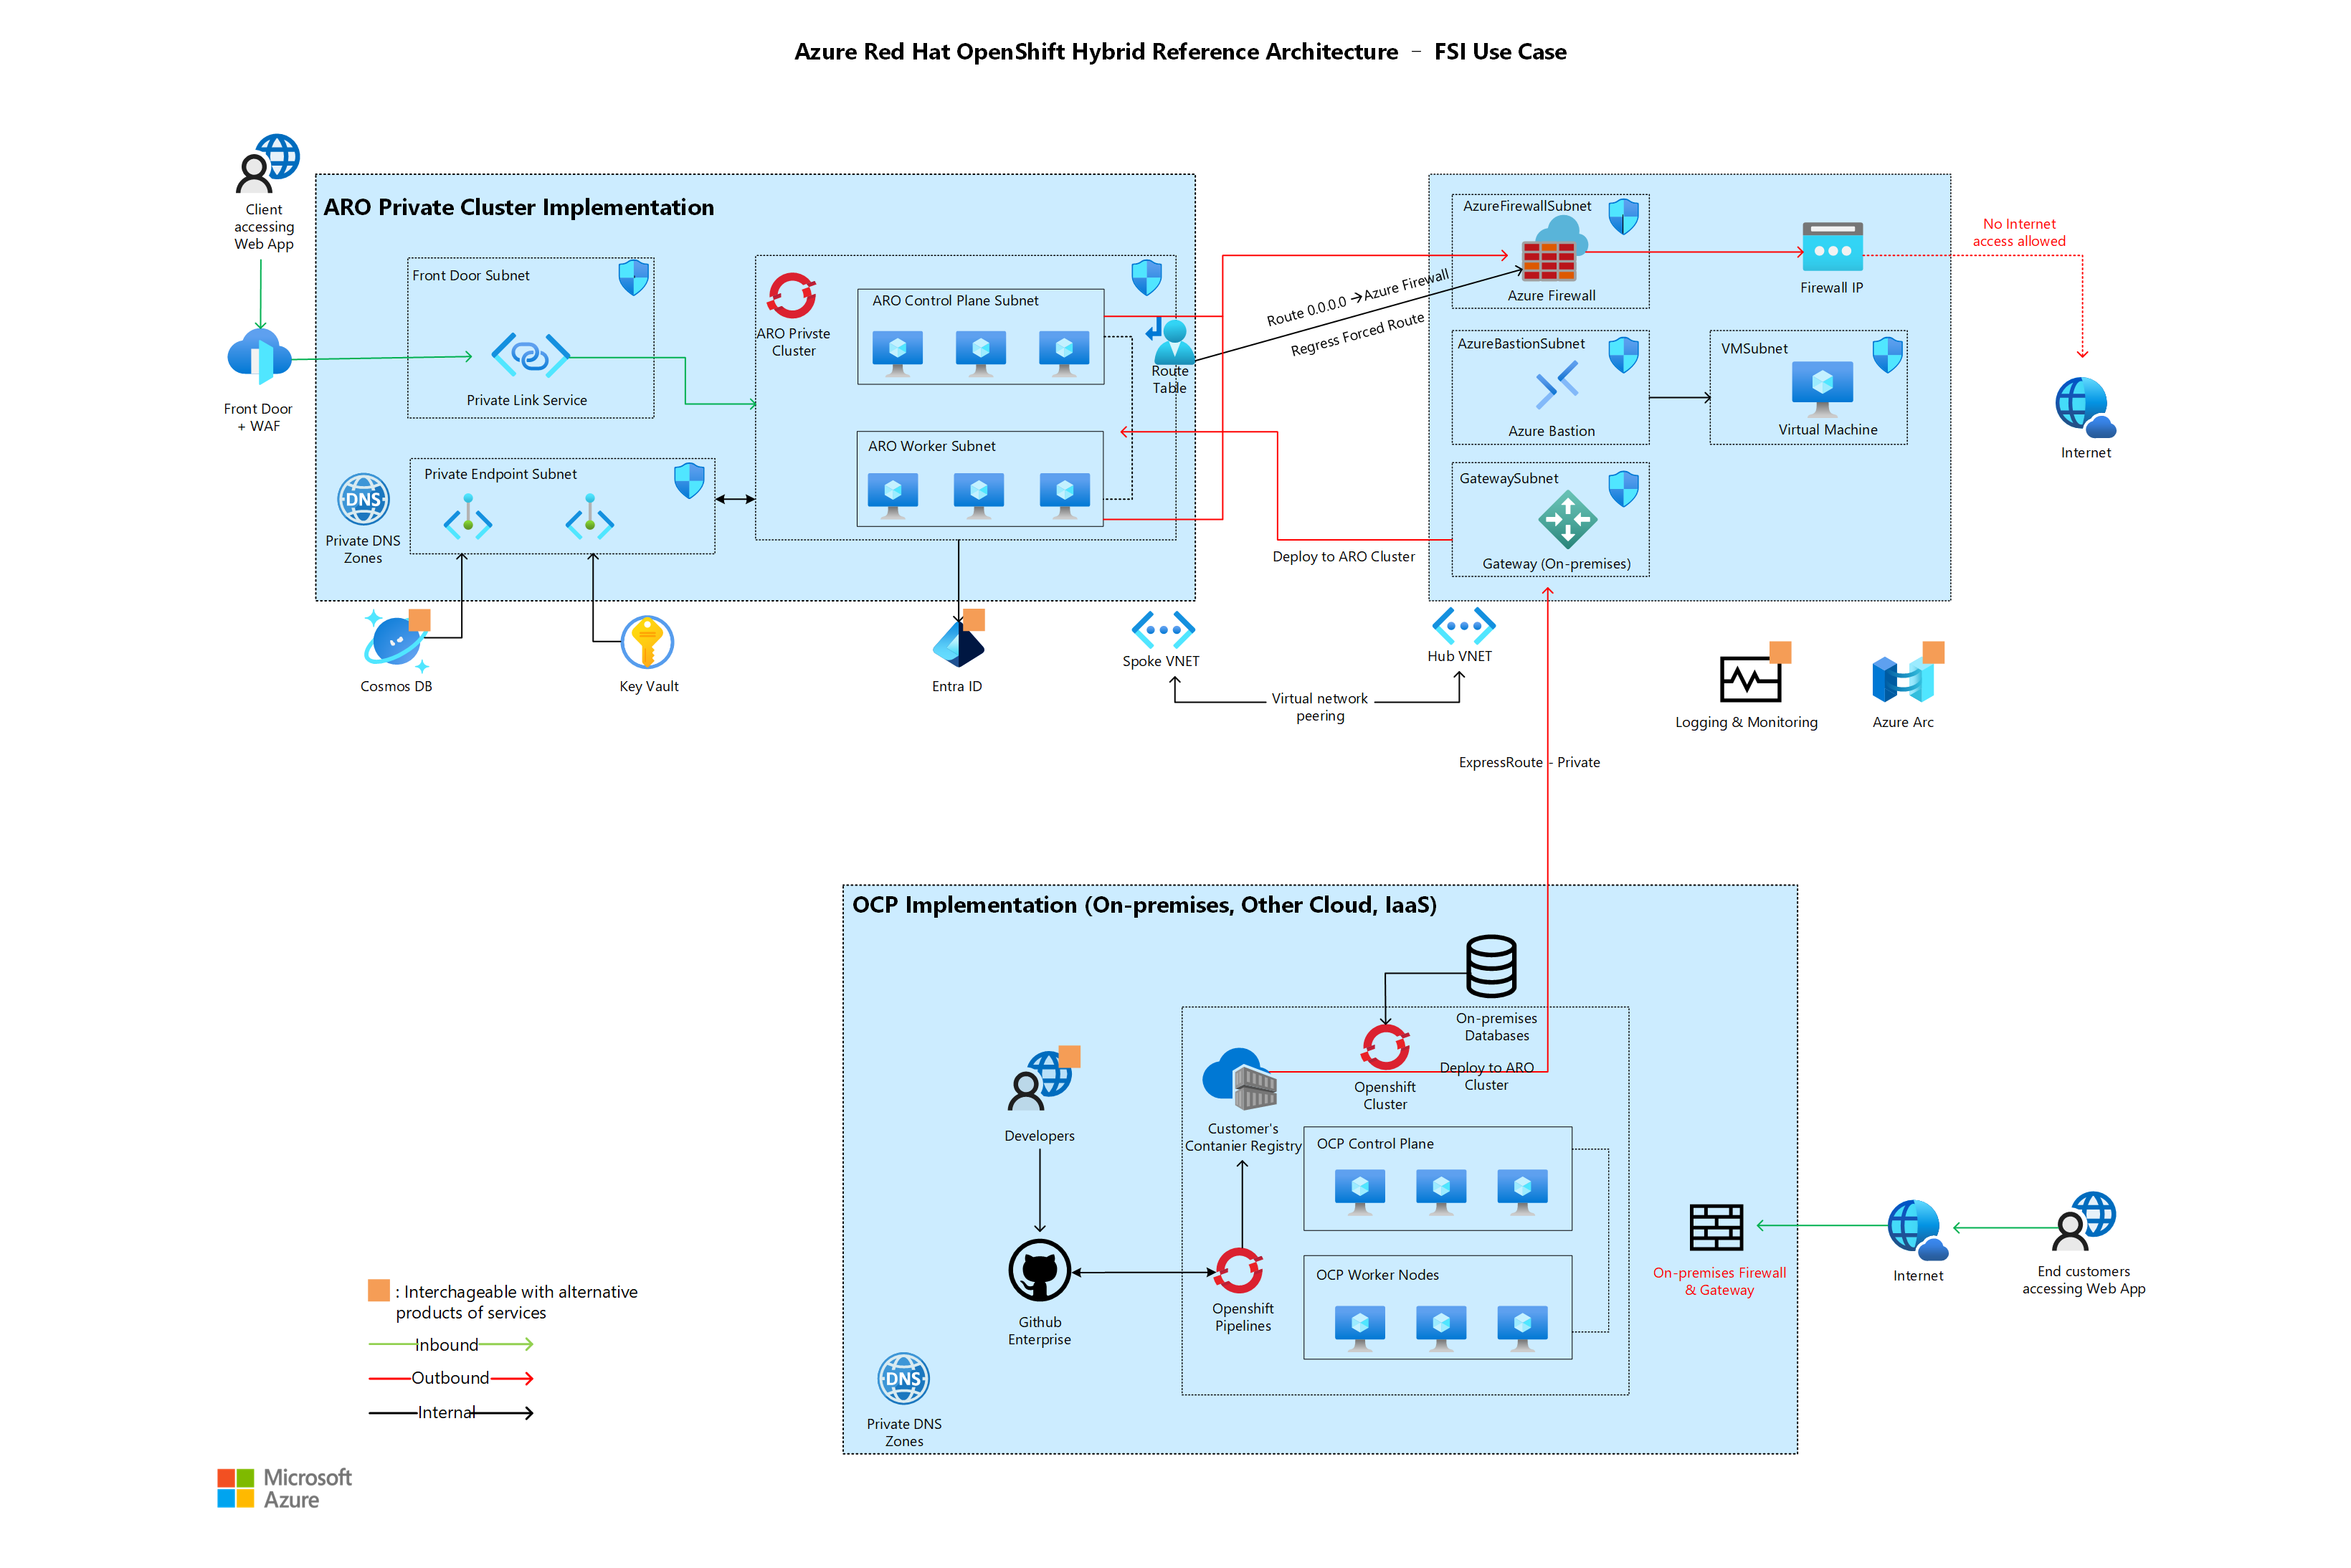 Azure Red Hat OpenShift Hybrid Reference Architecture – FSI Use Case
Client
accessing
Web App
Front Door
+ WAF
ARO Private Cluster Implementation
Front Door Subnet
Private Link Service
Private Endpoint Subnet
DNS
Private DNS
Zones
ARO Privste
Cluster
ARO Control Plane Subnet
ARO Worker Subnet
Route
Table
Cosmos DB
Key Vault
Entra ID
Spoke VNET
Virtual network
peering
Hub VNET
Route 0.0.0.0 →Azure Firewall
Regress Forced Route
Deploy to ARO Cluster
AzureFirewallSubnet
Azure Firewall
Firewall IP
AzureBastionSubnet
Azure Bastion
VMSubnet
Virtual Machine
GatewaySubnet
Gateway (On-premises)
No Internet
access allowed
Internet
Logging & Monitoring
Azure Arc
ExpressRoute - Private
OCP Implementation (On-premises, Other Cloud, IaaS)
On-premises
Databases
Deploy to ARO
Cluster
Openshift
Cluster
Customer's
Contanier Registry
Developers
OCP Control Plane
OCP Worker Nodes
Github
Enterprise
Openshift
Pipelines
DNS
Private DNS
Zones
On-premises Firewall
& Gateway
Internet
End customers
accessing Web App
: Interchageable with alternative
products of services
Inbound
Outbound
Internal
Microsoft
Azure